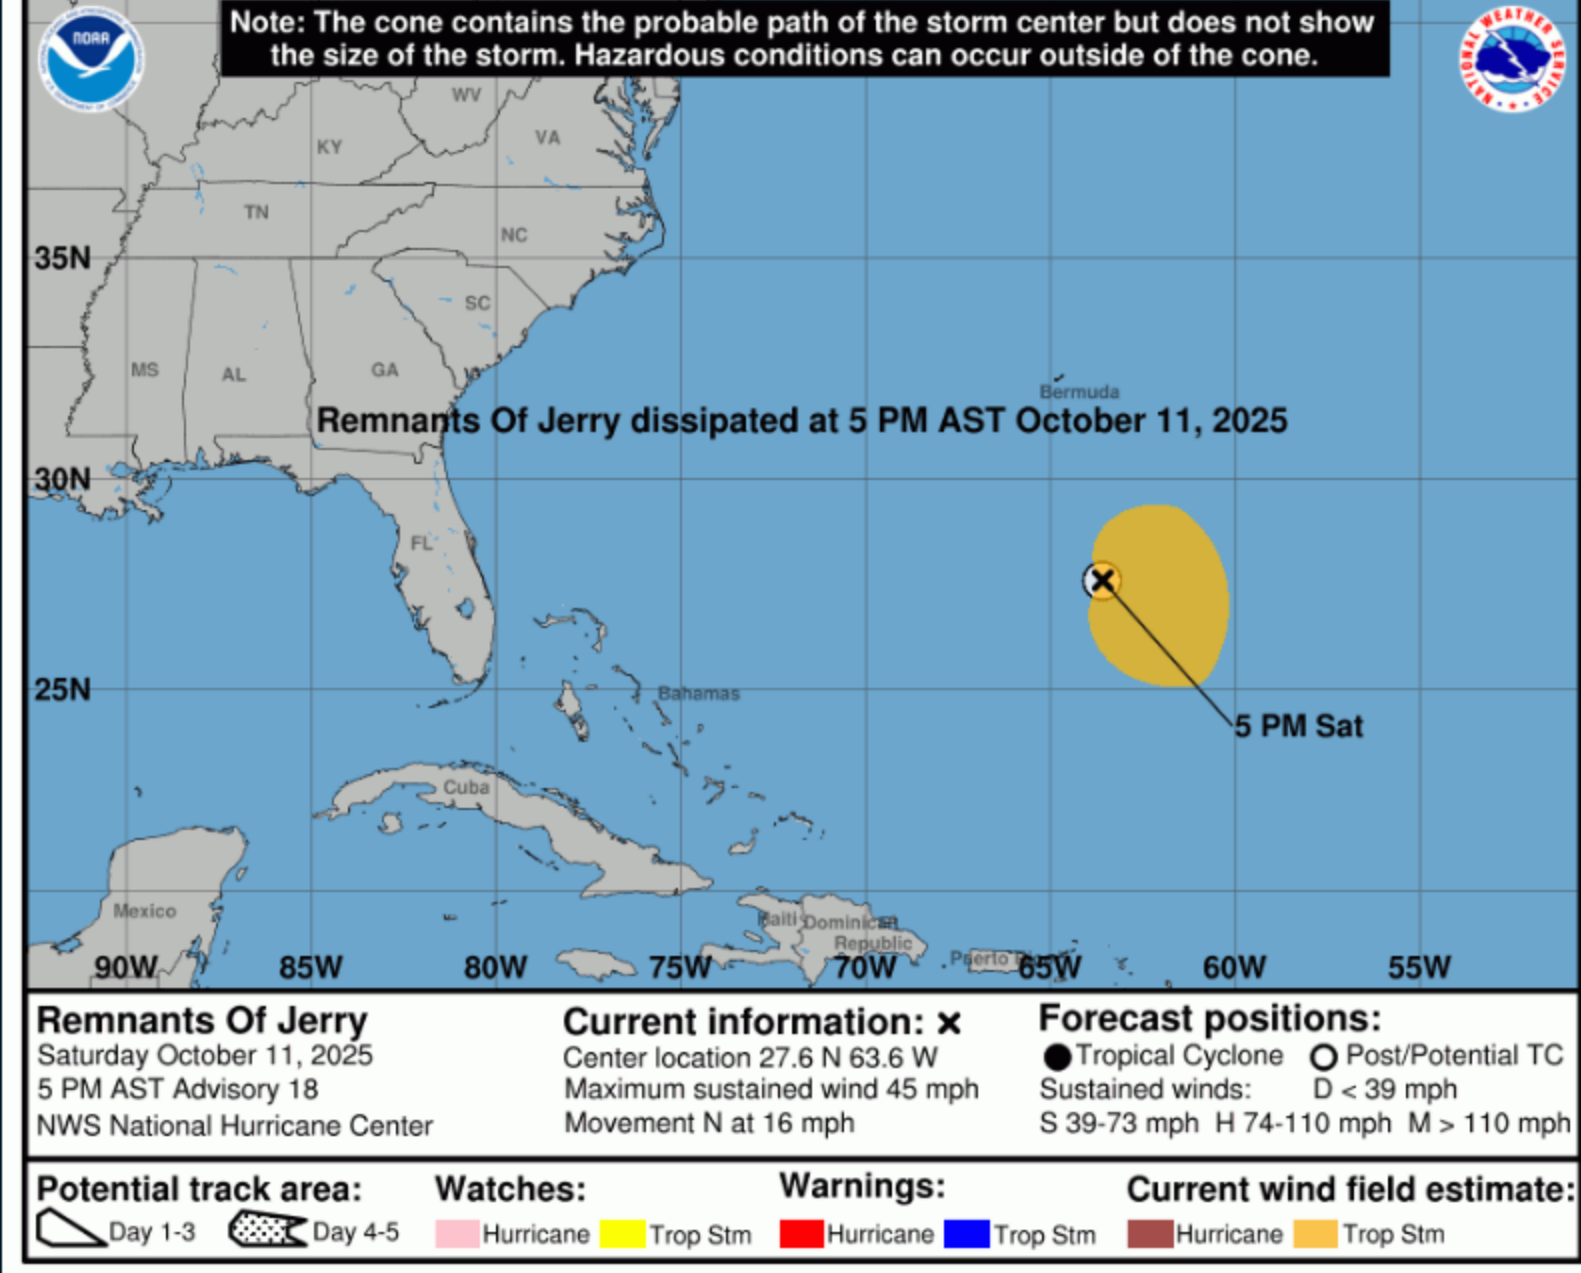 Note: The cone contains the probable path of the storm center but does not show
the size of the storm. Hazardous conditions can occur outside of the cone.
NOAA
NATIONAL WEATHER SERVICE
WV
KY
VA
TN
NC
35N
SC
MS
AL
GA
Bermuda
Remnants Of Jerry dissipated at 5 PM AST October 11, 2025
30N
FL
25N
Bahamas
5 PM Sat
Cuba
Mexico
Haiti
Dominican
Republic
Puerto
90W
85W
80W
75W
70W
65W
60W
55W
Remnants Of Jerry
Saturday October 11, 2025
5 PM AST Advisory 18
NWS National Hurricane Center
Current information: x
Center location 27.6 N 63.6 W
Maximum sustained wind 45 mph
Movement N at 16 mph
Forecast positions:
Tropical Cyclone Post/Potential TC
Sustained winds: D < 39 mph
S 39-73 mph H 74-110 mph M > 110 mph
Potential track area:
Day 1-3 Day 4-5
Watches:
Hurricane Trop Stm
Warnings:
Hurricane Trop Stm
Current wind field estimate:
Hurricane Trop Stm